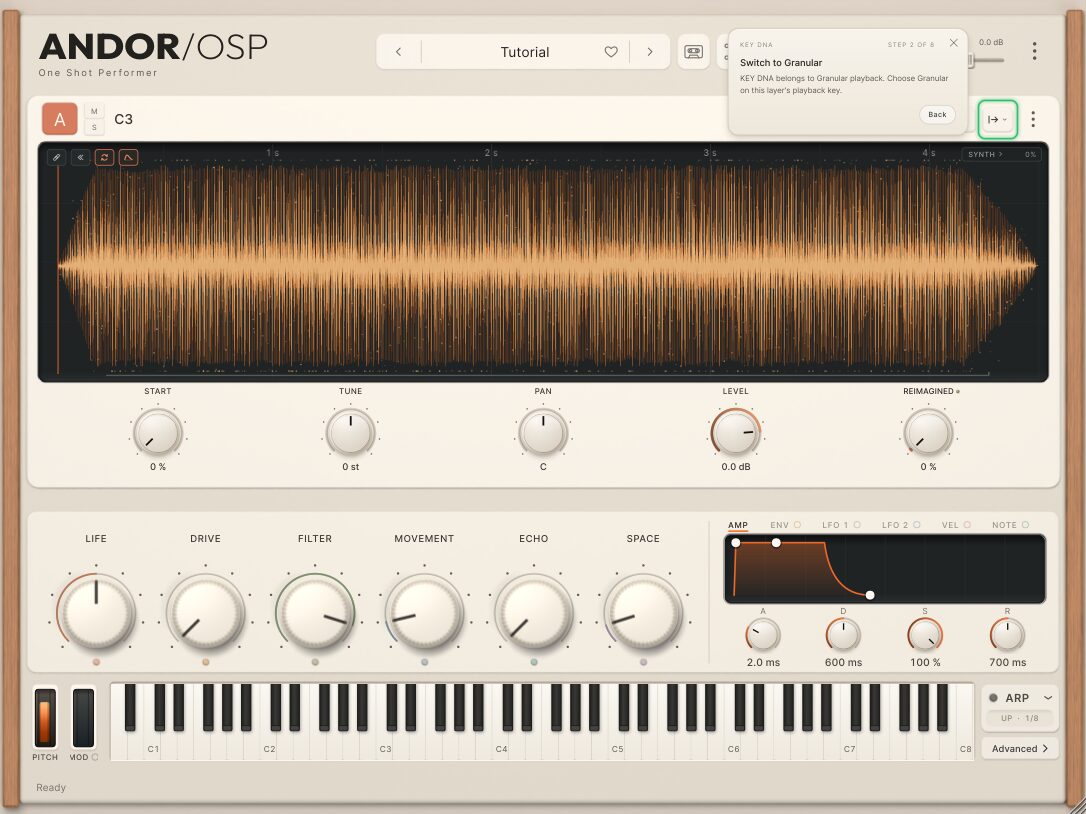 ANDOR/OSP
One Shot Performer
Tutorial
KEY DNA
STEP 2 OF 8
Switch to Granular
KEY DNA belongs to Granular playback. Choose Granular
on this layer's playback key.
Back
0.0 dB
A
M
S
C3
1 s
2 s
3 s
4 s
SYNTH
0%
START
TUNE
PAN
LEVEL
REIMAGINED
0 %
0 st
C
0.0 dB
0 %
LIFE
DRIVE
FILTER
MOVEMENT
ECHO
SPACE
AMP
ENV
LFO 1
LFO 2
VEL
NOTE
A
D
S
R
2.0 ms
600 ms
100 %
700 ms
PITCH
MOD
C1
C2
C3
C4
C5
C6
C7
C8
ARP
UP · 1/8
Advanced
Ready